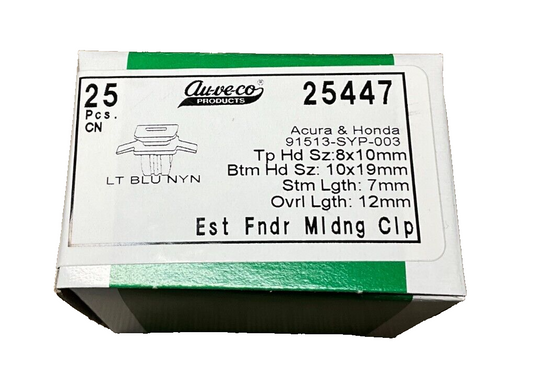 25
Pcs.
CN
au-ve-co®
PRODUCTS
25447
Acura & Honda
91513-SYP-003
Tp Hd Sz:8x10mm
Btm Hd Sz: 10x19mm
Stm Lgth: 7mm
Ovrl Lgth: 12mm
LT BLU NYN
Est Fndr Mldng Clp